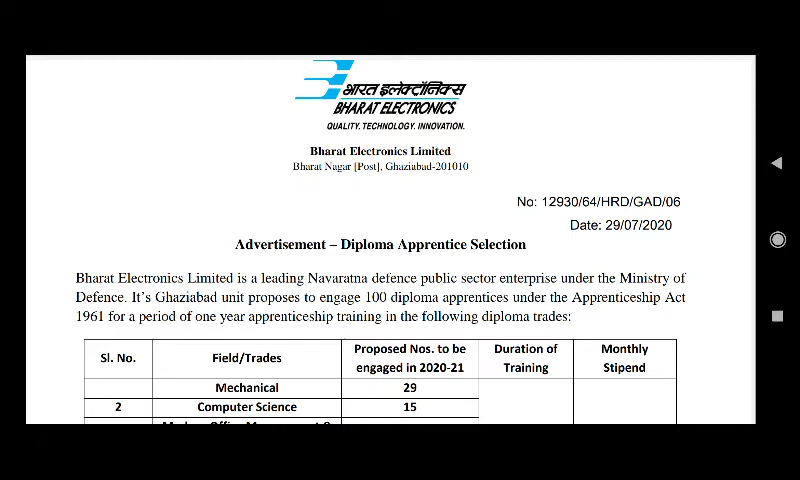 भारत इलेक्ट्रॉनिक्स
BHARAT ELECTRONICS
QUALITY. TECHNOLOGY. INNOVATION.
Bharat Electronics Limited
Bharat Nagar [Post], Ghaziabad-201010
No: 12930/64/HRD/GAD/06
Date: 29/07/2020
Advertisement – Diploma Apprentice Selection
Bharat Electronics Limited is a leading Navaratna defence public sector enterprise under the Ministry of
Defence. It’s Ghaziabad unit proposes to engage 100 diploma apprentices under the Apprenticeship Act
1961 for a period of one year apprenticeship training in the following diploma trades:
Sl. No. Field/Trades Proposed Nos. to be engaged in 2020-21 Duration of Training Monthly Stipend
Mechanical 29
2 Computer Science 15